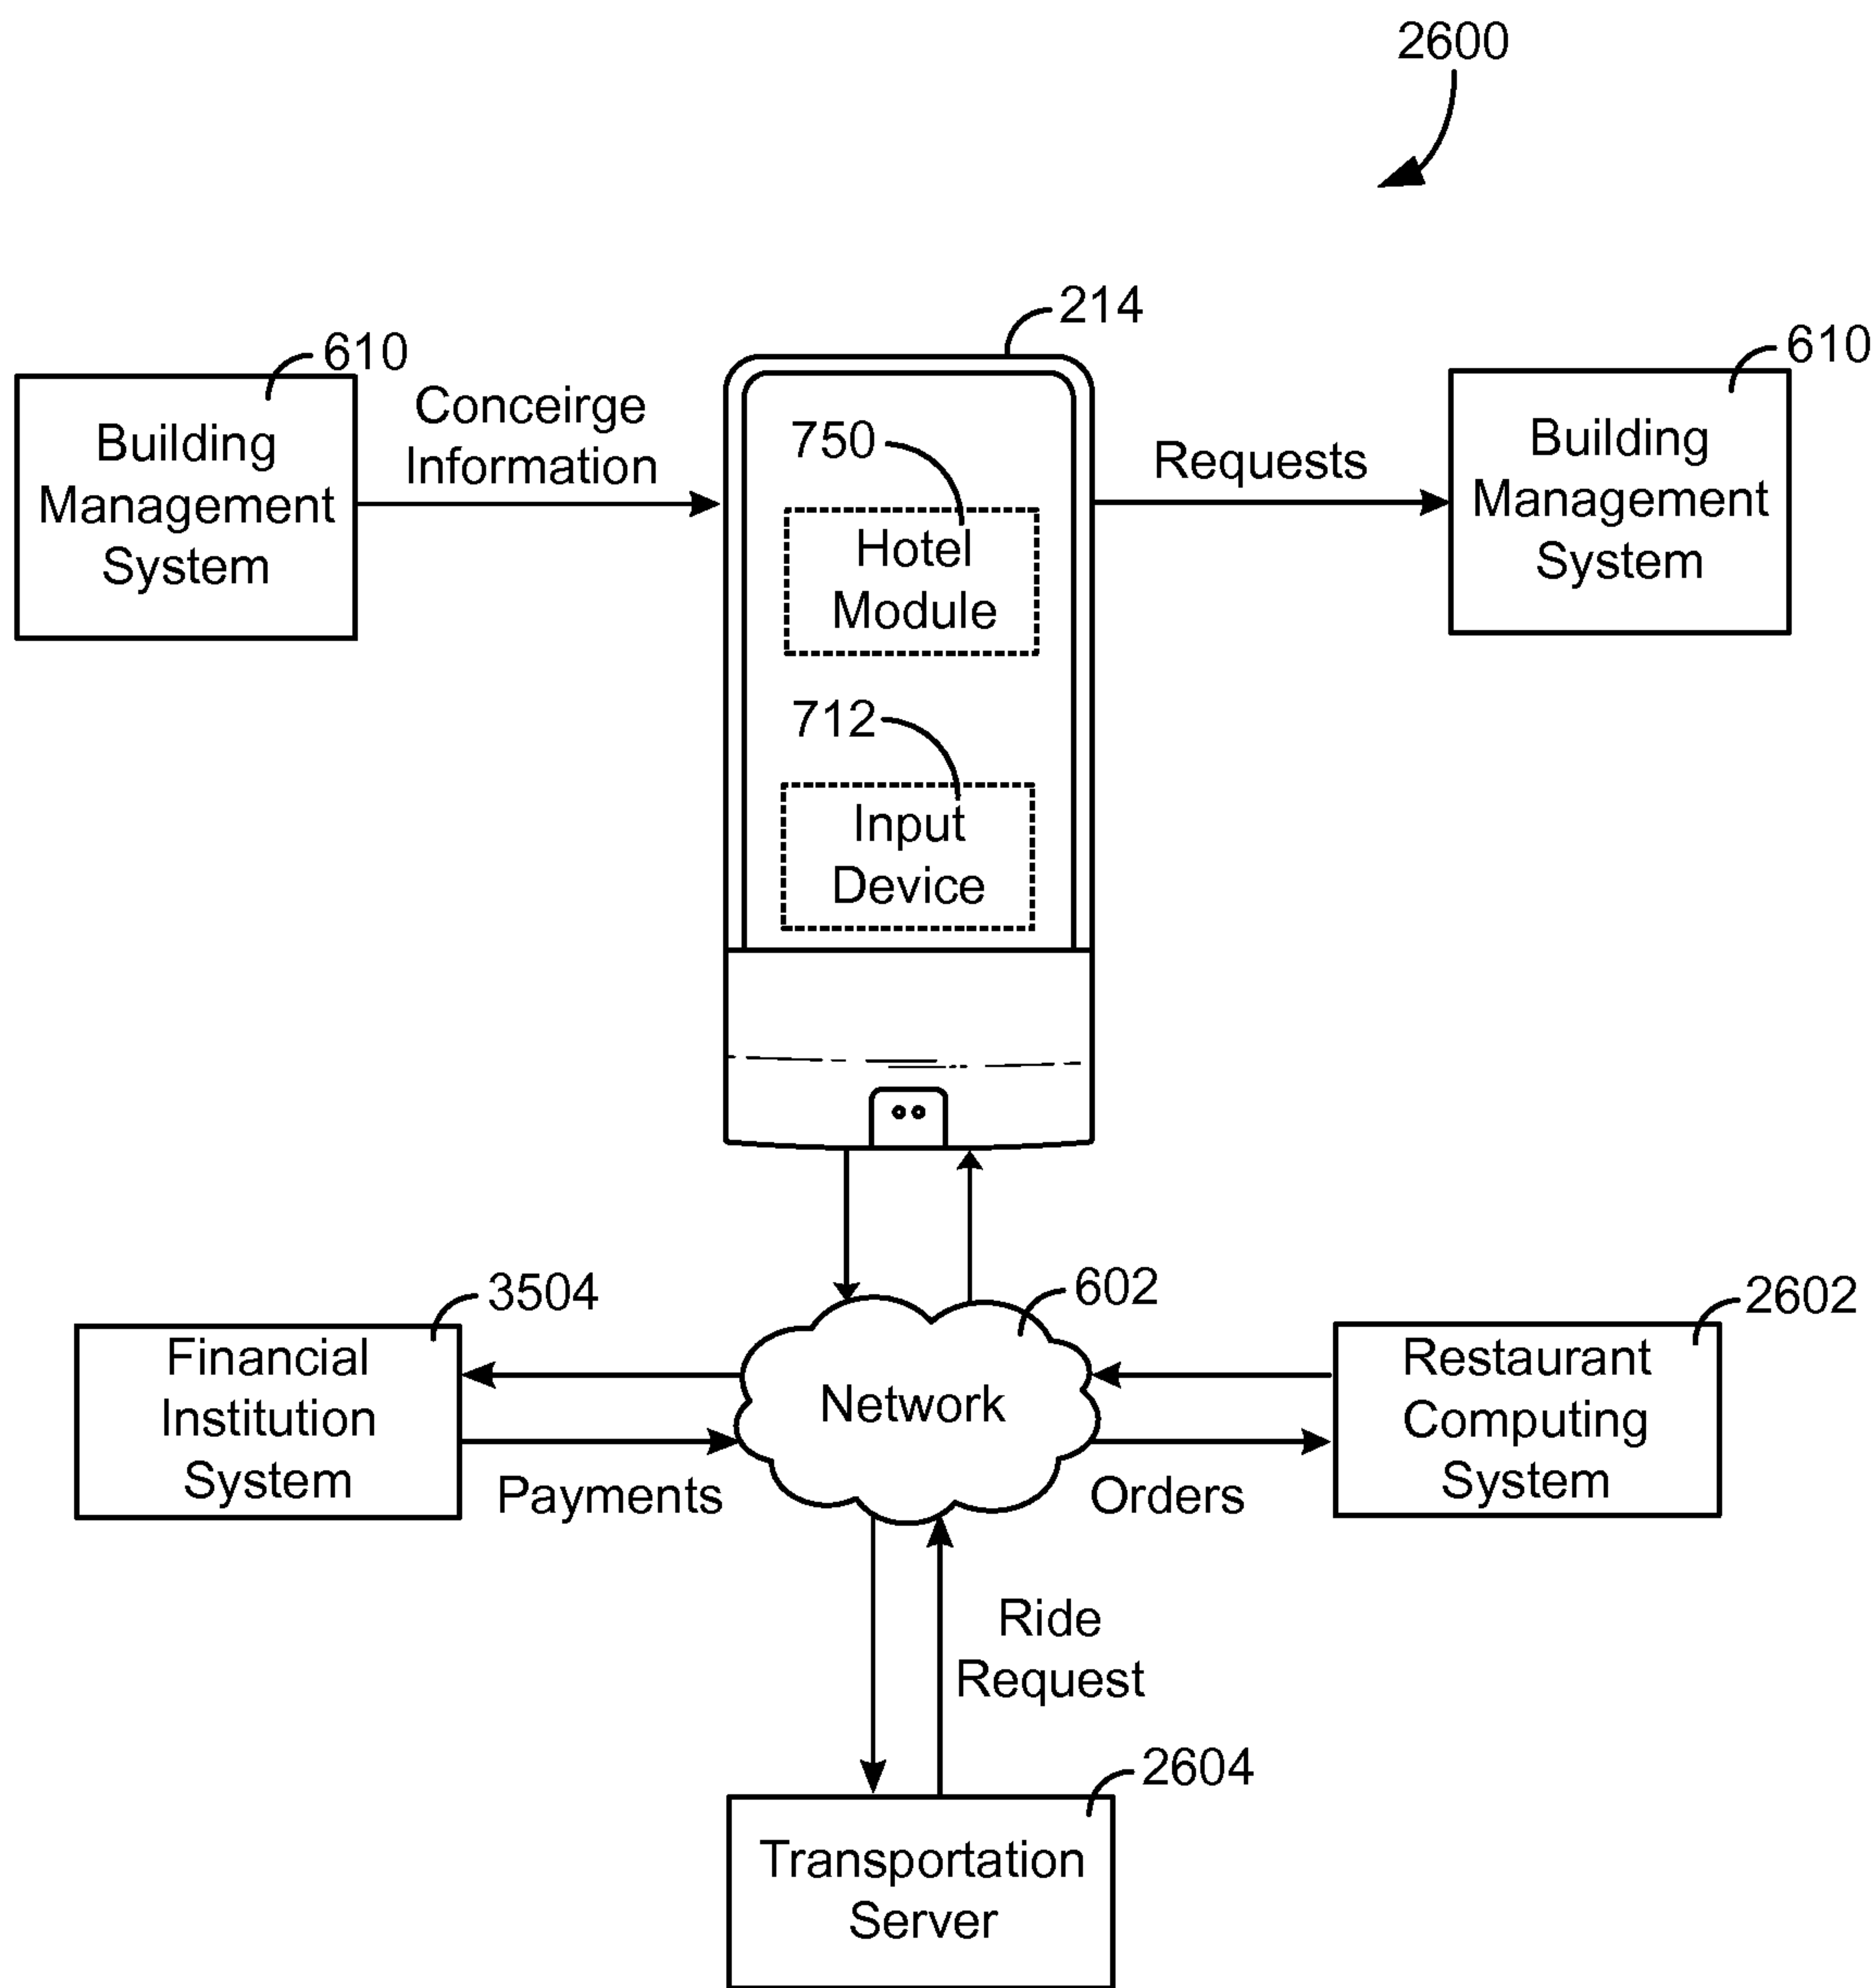 2600
214
610
Building
Management
System
Conceirge
Information
750
Hotel
Module
712
Input
Device
Requests
610
Building
Management
System
3504
Financial
Institution
System
Payments
602
Network
2602
Restaurant
Computing
System
Orders
Ride
Request
2604
Transportation
Server